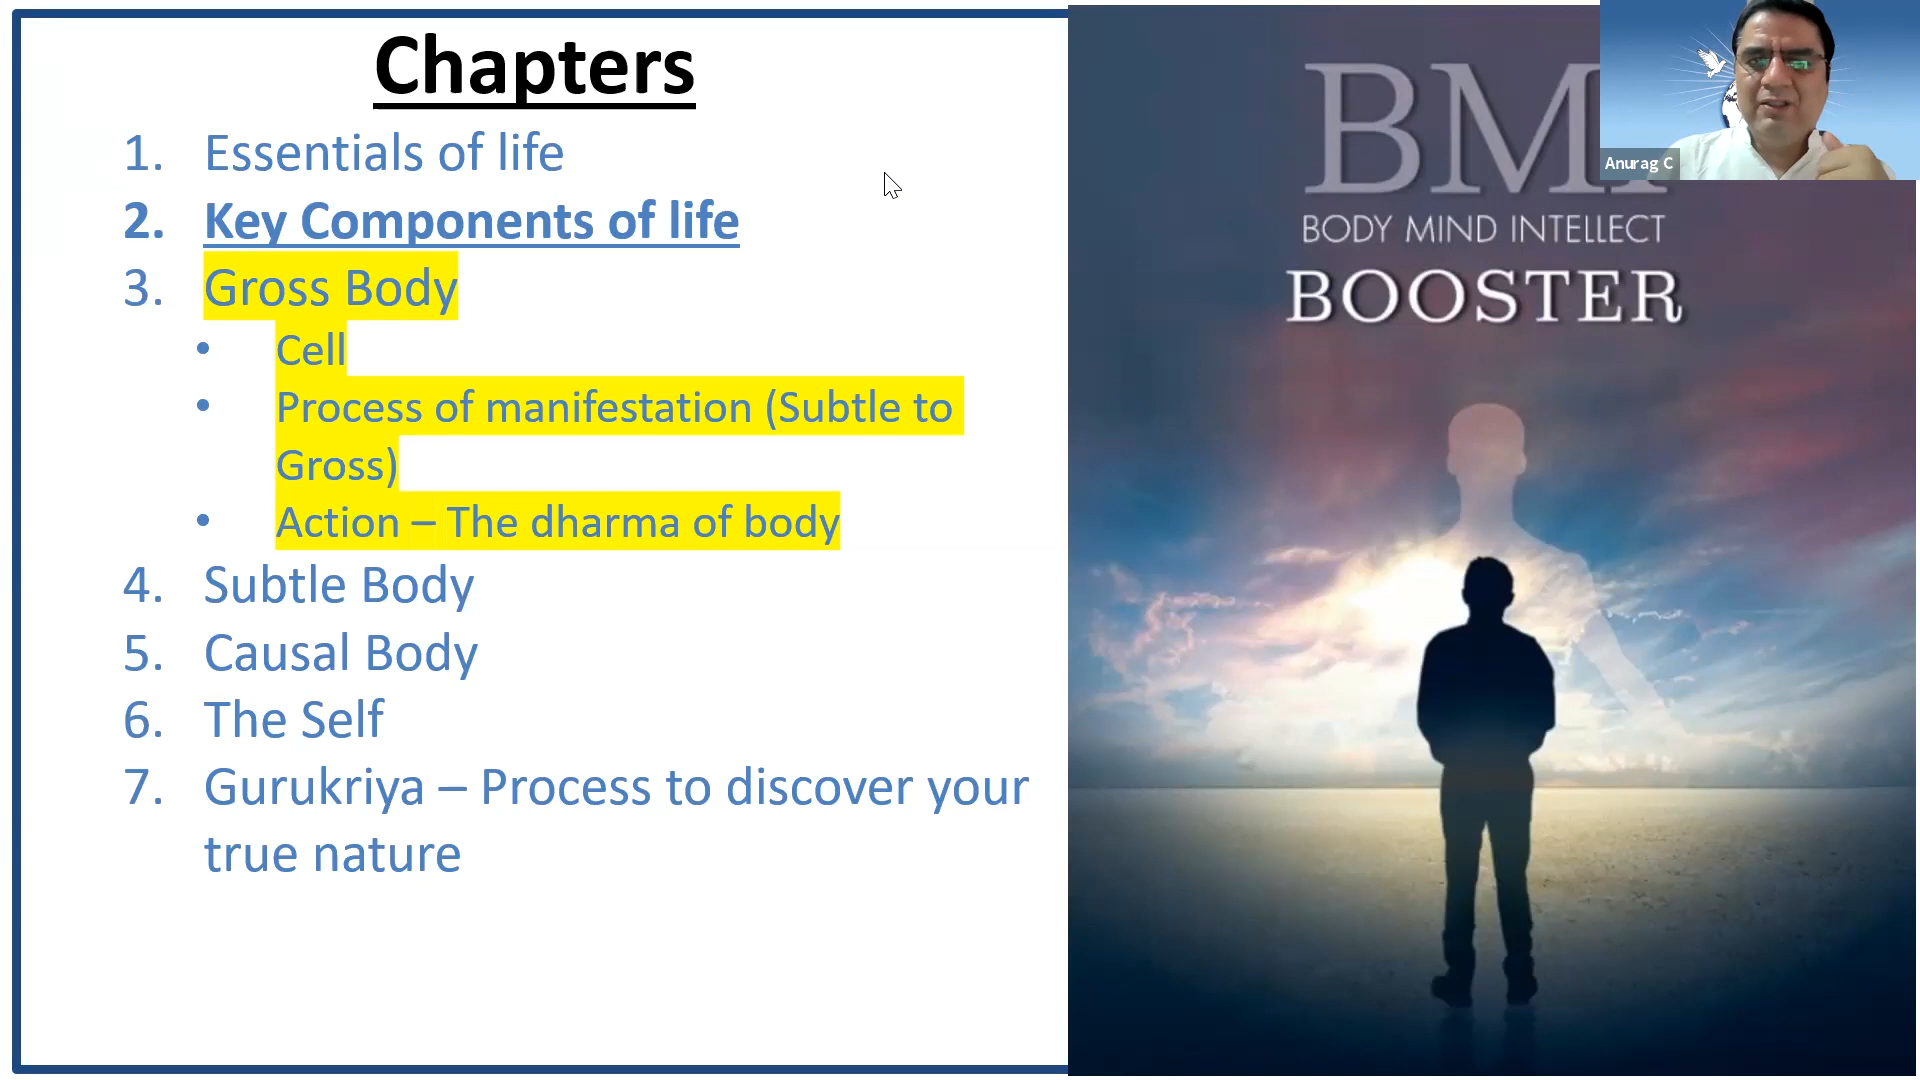 Chapters
1. Essentials of life
2. Key Components of life
3. Gross Body
• Cell
• Process of manifestation (Subtle to
Gross)
• Action – The dharma of body
4. Subtle Body
5. Causal Body
6. The Self
7. Gurukriya – Process to discover your
true nature
BMI
BODY MIND INTELLECT
BOOSTER
Anurag C